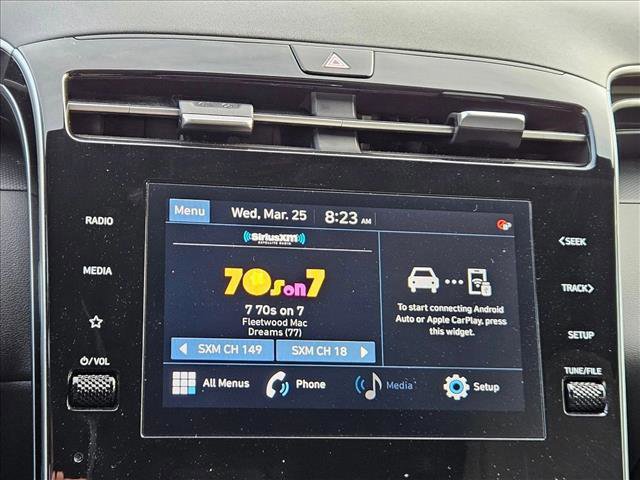 Menu Wed, Mar. 25 8:23 AM
RADIO
MEDIA
⏻/VOL
SiriusXM
SATELLITE RADIO
70s on 7
7 70s on 7
Fleetwood Mac
Dreams (77)
SXM CH 149 SXM CH 18
To start connecting Android
Auto or Apple CarPlay, press
this widget.
All Menus Phone Media Setup
<SEEK
TRACK>
SETUP
TUNE/FILE